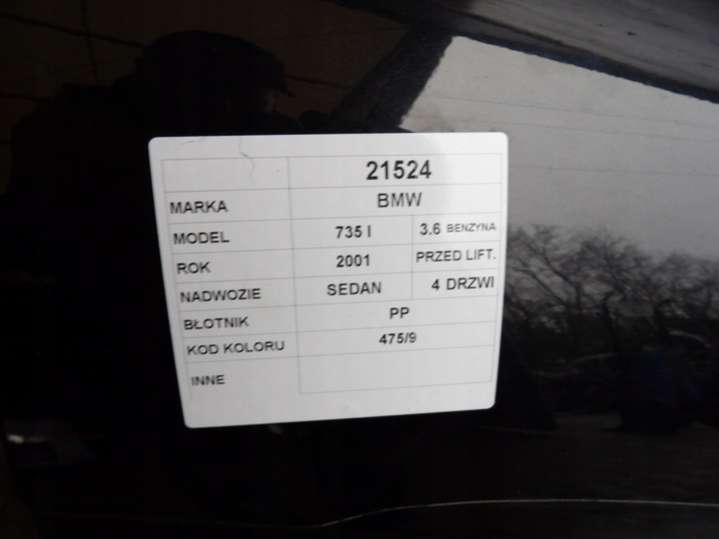 21524
MARKA BMW
MODEL 735 I 3.6 BENZYNA
ROK 2001 PRZED LIFT.
NADWOZIE SEDAN 4 DRZWI
BŁOTNIK PP
KOD KOLORU 475/9
INNE